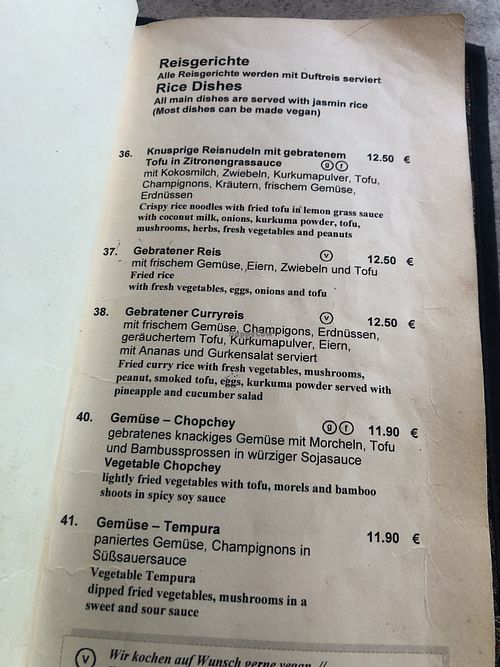 Reisgerichte
Alle Reisgerichte werden mit Duftreis serviert
Rice Dishes
All main dishes are served with jasmin rice
(Most dishes can be made vegan)
36. Knusprige Reisnudeln mit gebratenem 12.50 €
Tofu in Zitronengrassauce g f
mit Kokosmilch, Zwiebeln, Kurkumapulver, Tofu,
Champignons, Kräutern, frischem Gemüse,
Erdnüssen
Crispy rice noodles with fried tofu in lemon grass sauce
with coconut milk, onions, kurkuma powder, tofu,
mushrooms, herbs, fresh vegetables and peanuts
37. Gebratener Reis v 12.50 €
mit frischem Gemüse, Eiern, Zwiebeln und Tofu
Fried rice
with fresh vegetables, eggs, onions and tofu
38. Gebratener Curryreis v 12.50 €
mit frischem Gemüse, Champigons, Erdnüssen,
geräuchertem Tofu, Kurkumapulver, Eiern,
mit Ananas und Gurkensalat serviert
Fried curry rice with fresh vegetables, mushrooms,
peanut, smoked tofu, eggs, kurkuma powder served with
pineapple and cucumber salad
40. Gemüse – Chopchey g f 11.90 €
gebratenes knackiges Gemüse mit Morcheln, Tofu
und Bambussprossen in würziger Sojasauce
Vegetable Chopchey
lightly fried vegetables with tofu, morels and bamboo
shoots in spicy soy sauce
41. Gemüse – Tempura 11.90 €
paniertes Gemüse, Champignons in
Süßsauersauce
Vegetable Tempura
dipped fried vegetables, mushrooms in a
sweet and sour sauce
v Wir kochen auf Wunsch gerne vegan. //